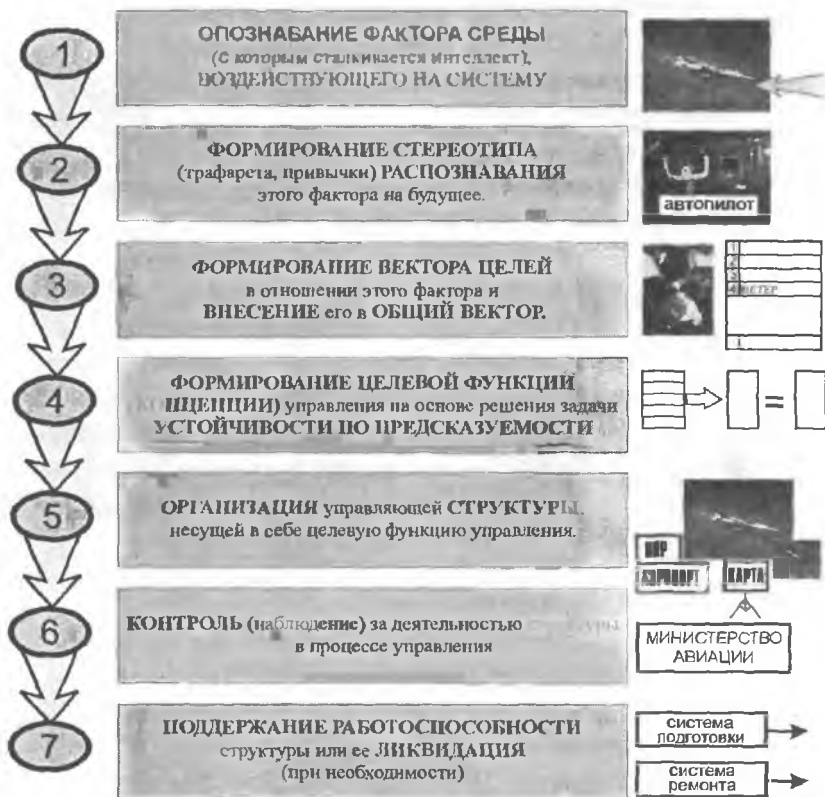 1
ОПОЗНАВАНИЕ ФАКТОРА СРЕДЫ
(с которым сталкивается интеллект),
ВОЗДЕЙСТВУЮЩЕГО НА СИСТЕМУ
2
ФОРМИРОВАНИЕ СТЕРЕОТИПА
(трафарета, привычки) РАСПОЗНАВАНИЯ
этого фактора на будущее.
автопилот
3
ФОРМИРОВАНИЕ ВЕКТОРА ЦЕЛЕЙ
в отношении этого фактора и
ВНЕСЕНИЕ его в ОБЩИЙ ВЕКТОР.
1
2
3
4 ВЕТЕР
4
ФОРМИРОВАНИЕ ЦЕЛЕВОЙ ФУНКЦИИ
(КОНЦЕПЦИИ) управления на основе решения задачи
УСТОЙЧИВОСТИ ПО ПРЕДСКАЗУЕМОСТИ
=
5
ОРГАНИЗАЦИЯ управляющей СТРУКТУРЫ,
несущей в себе целевую функцию управления.
АЭРОПОРТ
КАРТА
6
КОНТРОЛЬ (наблюдение) за деятельностью структуры
в процессе управления
МИНИСТЕРСТВО
АВИАЦИИ
7
ПОДДЕРЖАНИЕ РАБОТОСПОСОБНОСТИ
структуры или ее ЛИКВИДАЦИЯ
(при необходимости)
система
подготовки
система
ремонта